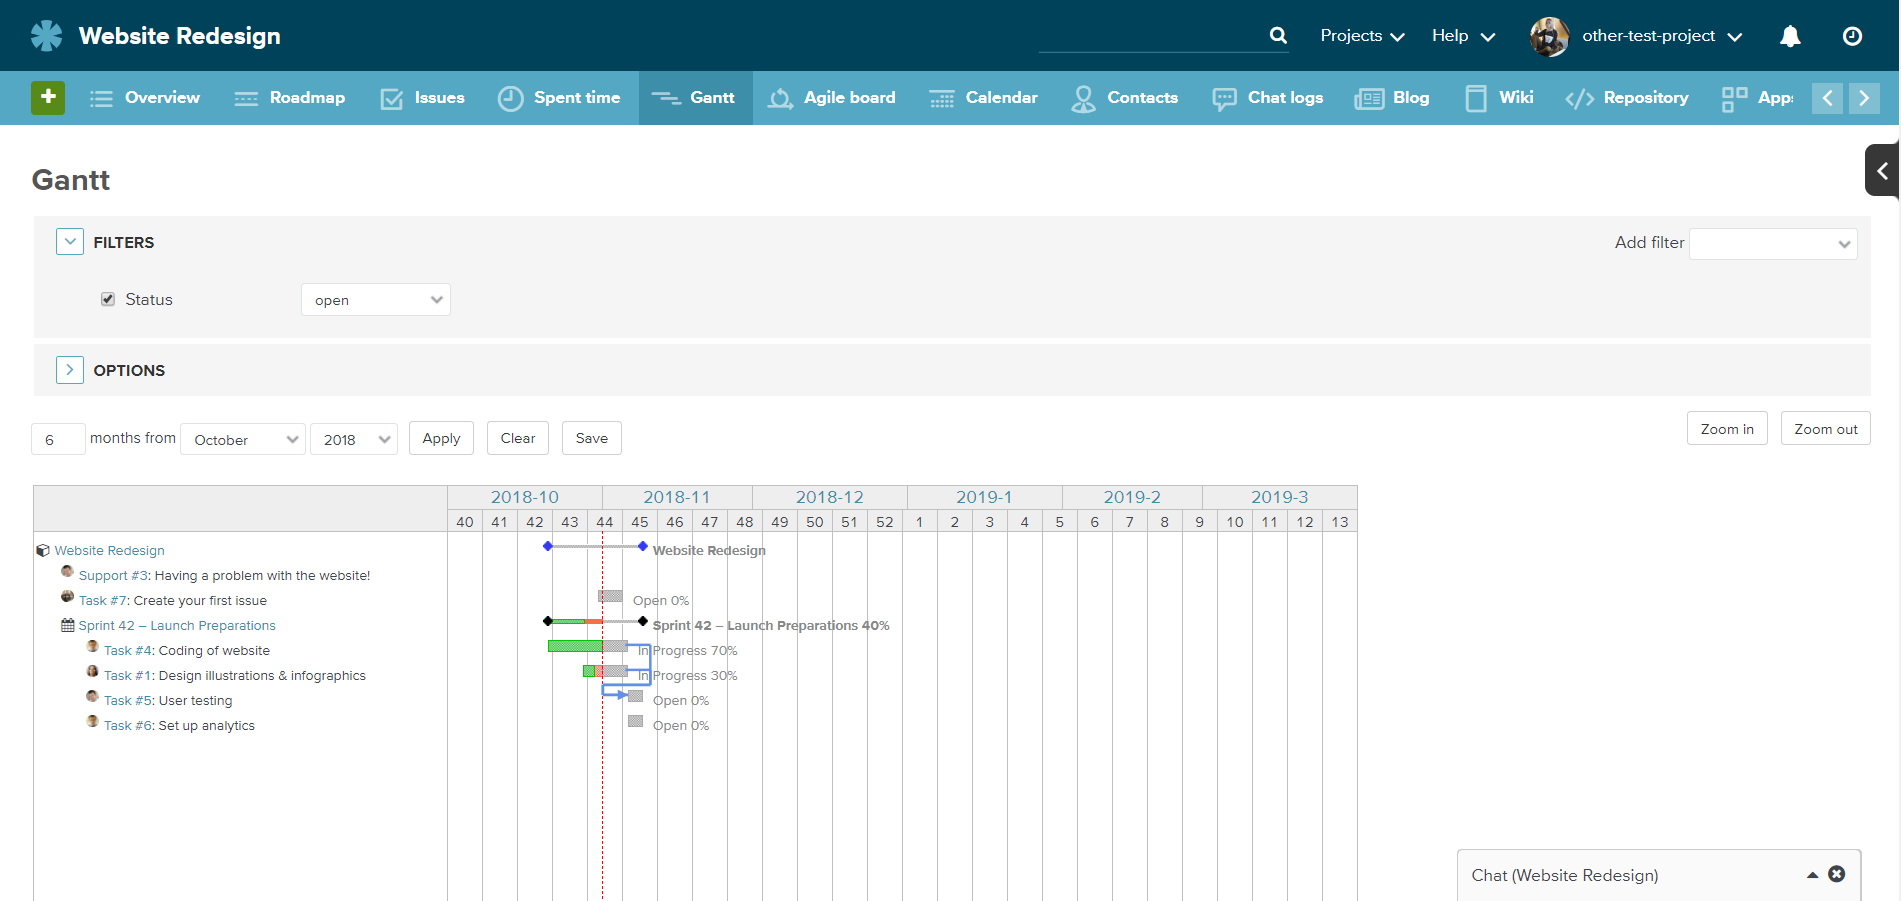 Website Redesign
Projects
Help
other-test-project
+
Overview
Roadmap
Issues
Spent time
Gantt
Agile board
Calendar
Contacts
Chat logs
Blog
Wiki
Repository
Gantt
FILTERS
Add filter
Status
open
OPTIONS
6 months from October 2018 Apply Clear Save
Zoom in
Zoom out
2018-10 2018-11 2018-12 2019-1 2019-2 2019-3
40 41 42 43 44 45 46 47 48 49 50 51 52 1 2 3 4 5 6 7 8 9 10 11 12 13
Website Redesign
Website Redesign
Support #3: Having a problem with the website!
Task #7: Create your first issue
Open 0%
Sprint 42 – Launch Preparations
Sprint 42 – Launch Preparations 40%
Task #4: Coding of website
In Progress 70%
Task #1: Design illustrations & infographics
In Progress 30%
Task #5: User testing
Open 0%
Task #6: Set up analytics
Open 0%
Chat (Website Redesign)